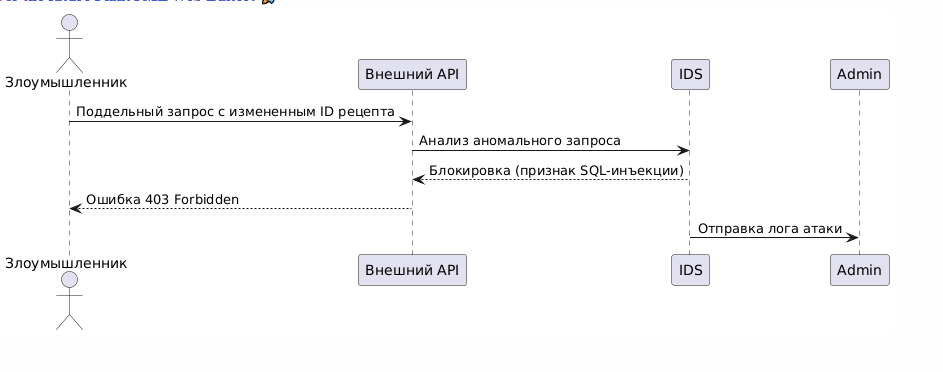 Злоумышленник
Внешний API
IDS
Admin
Поддельный запрос с измененным ID рецепта
Анализ аномального запроса
Блокировка (признак SQL-инъекции)
Ошибка 403 Forbidden
Отправка лога атаки
Злоумышленник
Внешний API
IDS
Admin